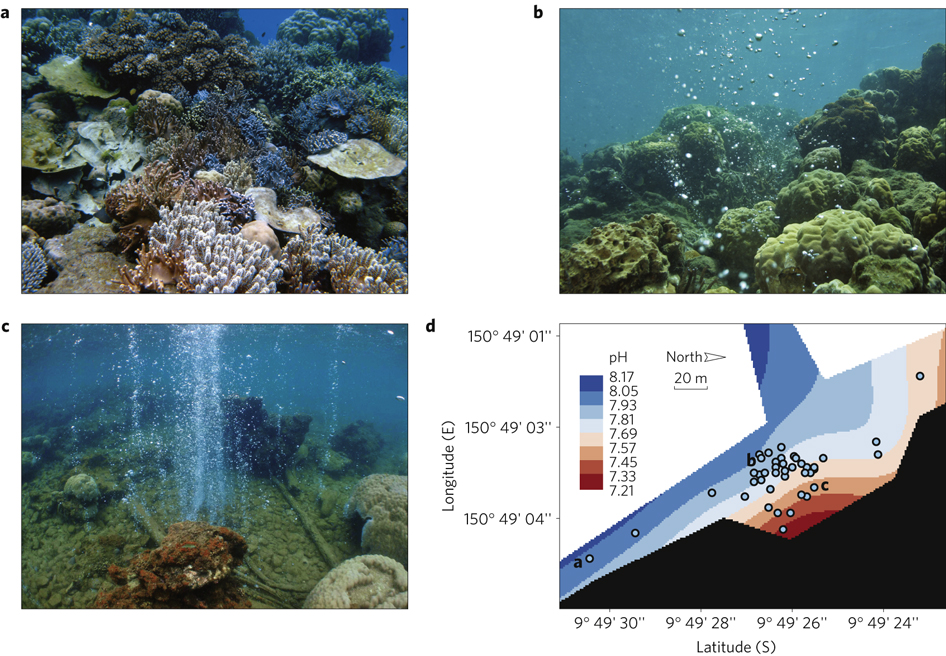 a
b
c
d
150° 49' 01''
150° 49' 03''
150° 49' 04''
Longitude (E)
pH
8.17
8.05
7.93
7.81
7.69
7.57
7.45
7.33
7.21
North
20 m
b
c
a
9° 49' 30''
9° 49' 28''
9° 49' 26''
9° 49' 24''
Latitude (S)